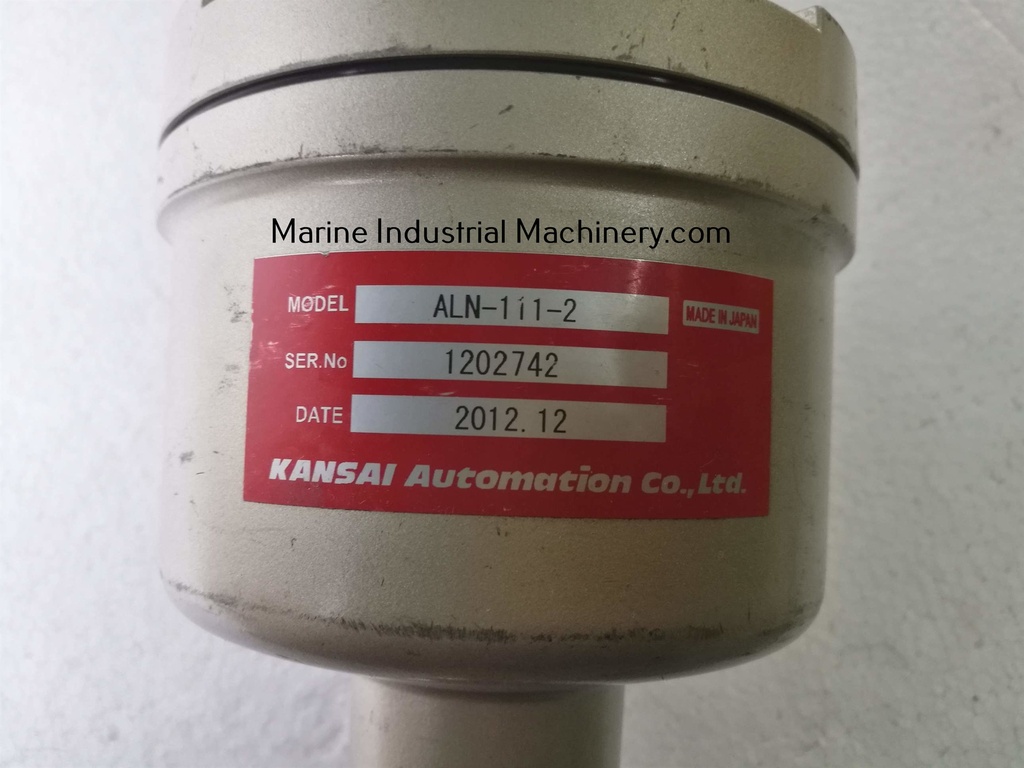 Marine Industrial Machinery.com
MODEL ALN-111-2 MADE IN JAPAN
SER.No 1202742
DATE 2012.12
KANSAI Automation Co., Ltd.